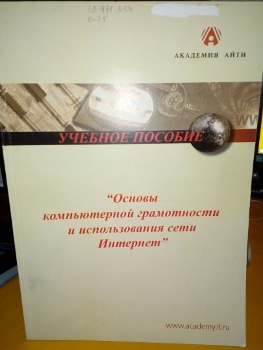 АКАДЕМИЯ АЙТИ
УЧЕБНОЕ ПОСОБИЕ
“Основы
компьютерной грамотности
и использования сети
Интернет”
www.academy.it.ru